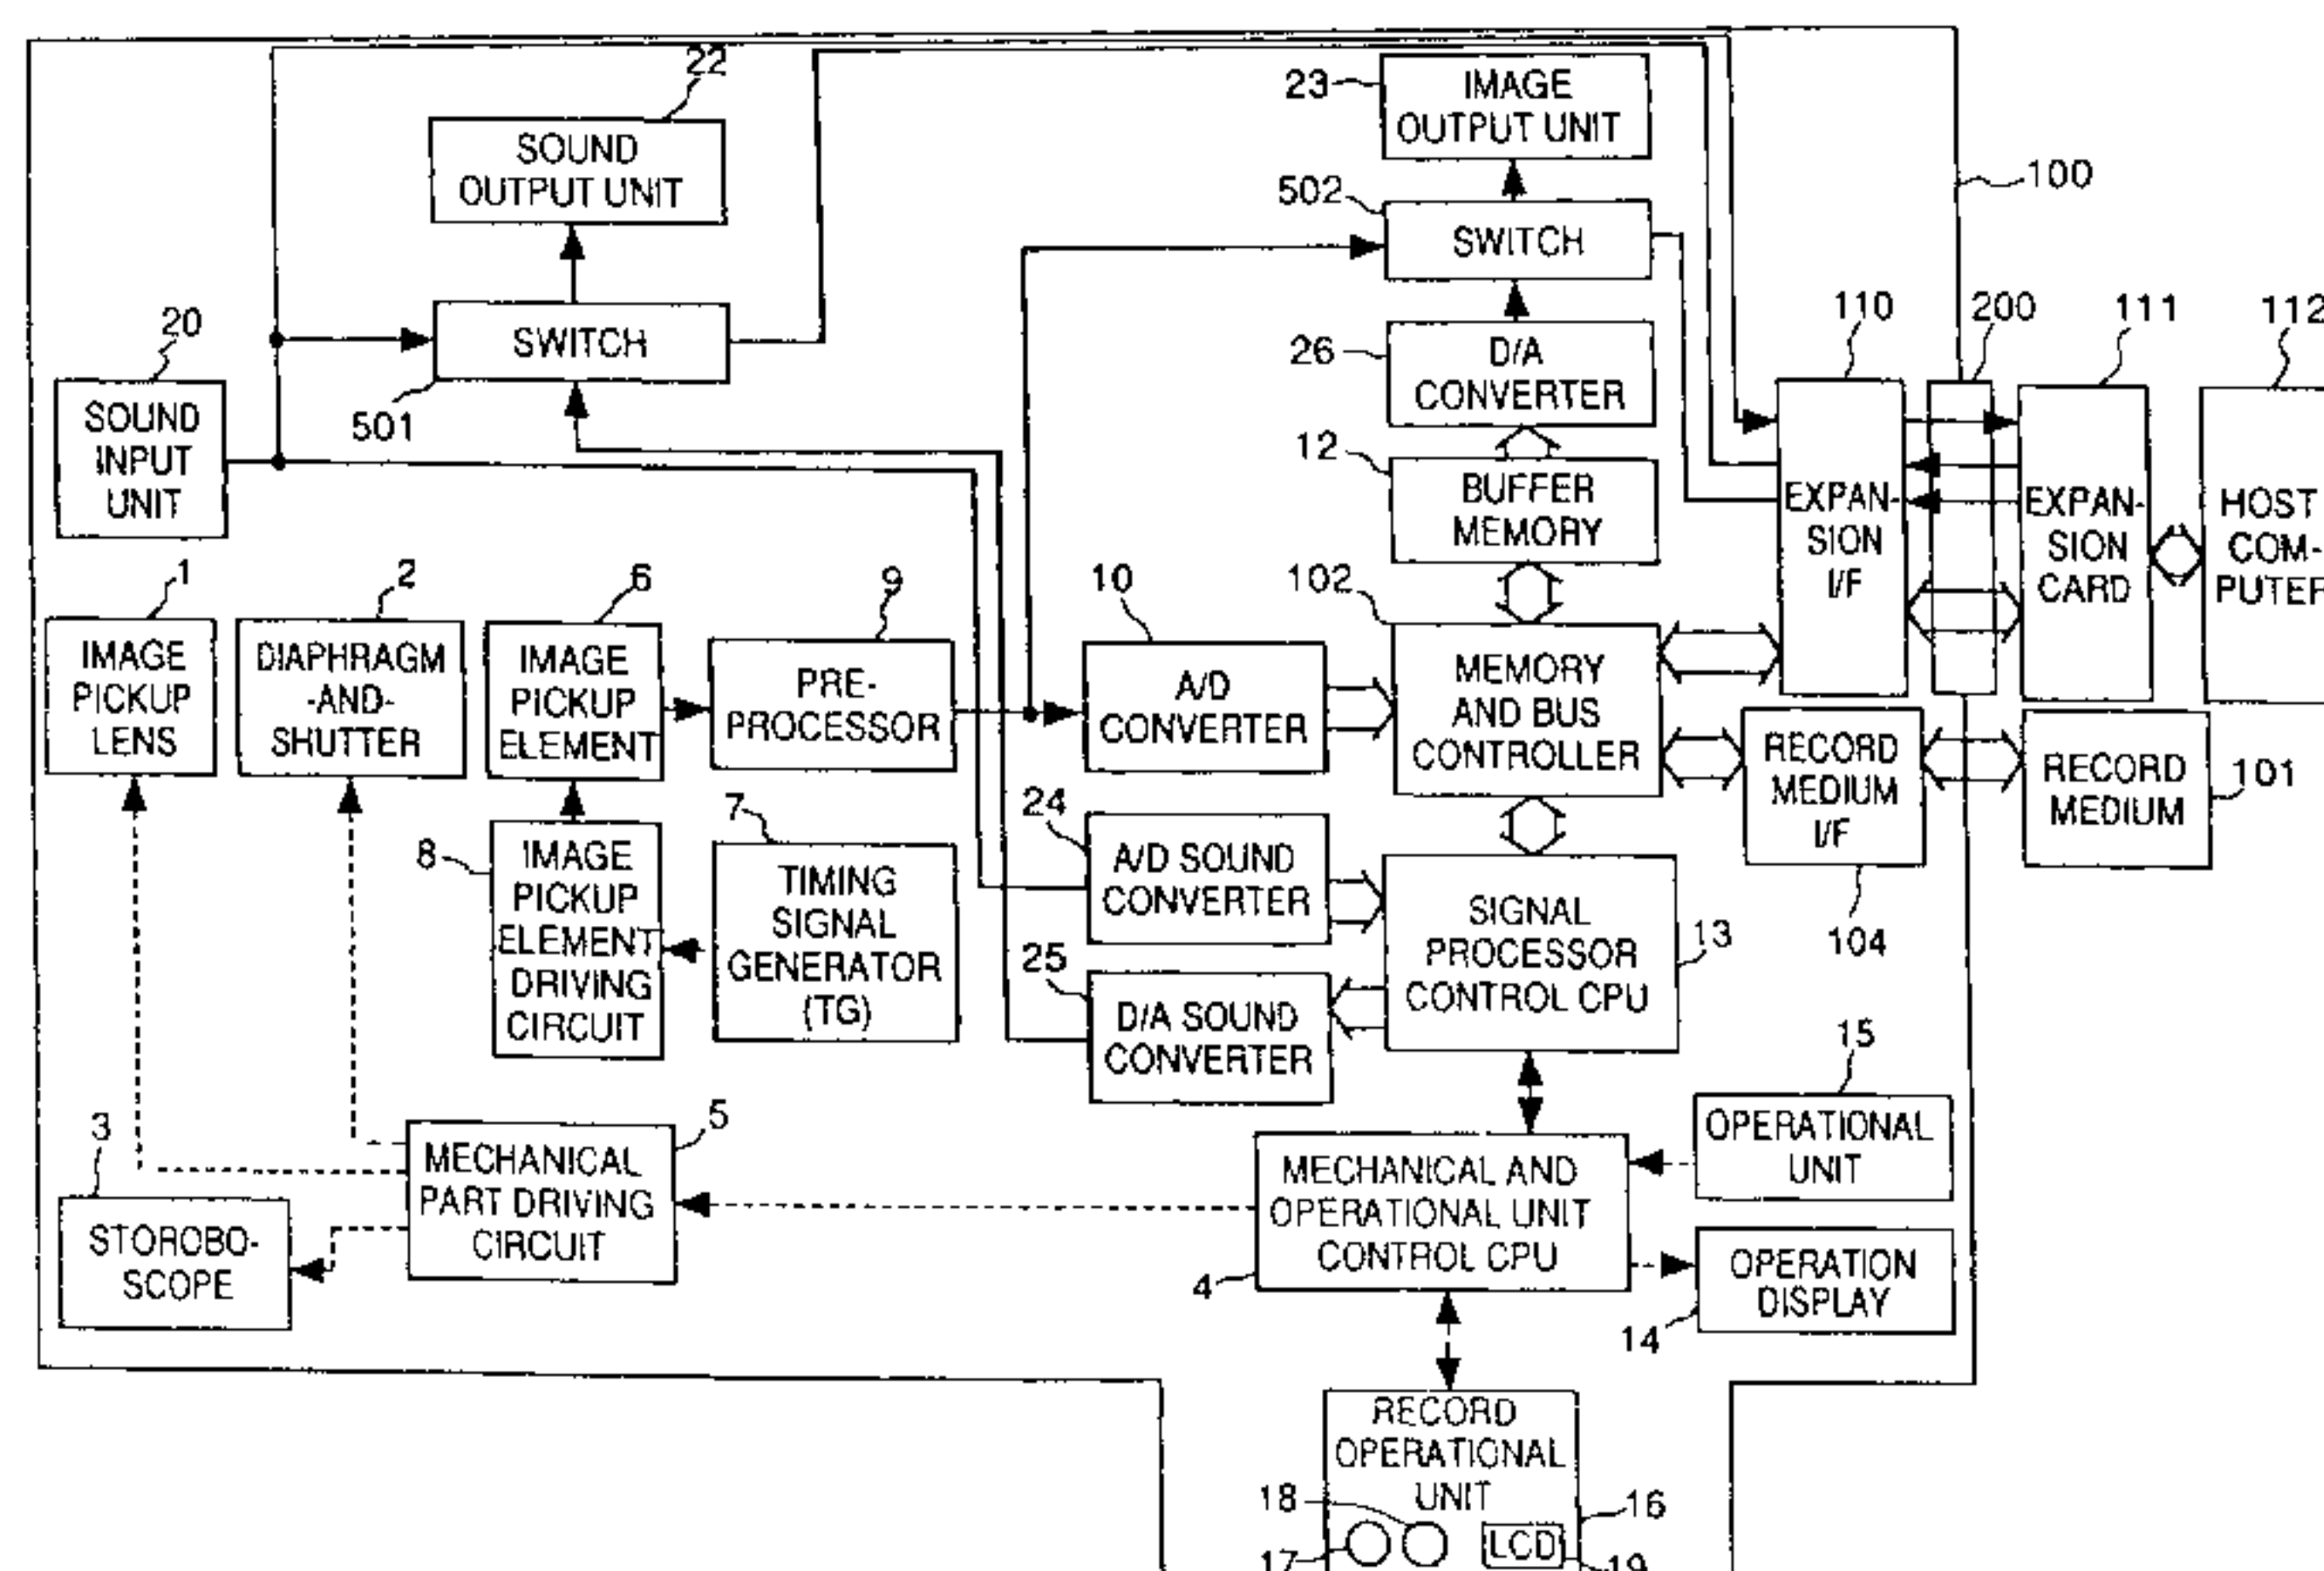 22
SOUND
OUTPUT UNIT
23
IMAGE
OUTPUT UNIT
502
SWITCH
100
20
SWITCH
501
26
D/A
CONVERTER
110
200
111
112
SOUND
INPUT
UNIT
12
BUFFER
MEMORY
EXPAN-
SION
I/F
EXPAN-
SION
CARD
HOST
COM-
PUTER
1
IMAGE
PICKUP
LENS
2
DIAPHRAGM
-AND-
SHUTTER
6
IMAGE
PICKUP
ELEMENT
9
PRE-
PROCESSOR
10
A/D
CONVERTER
102
MEMORY
AND BUS
CONTROLLER
RECORD
MEDIUM
I/F
104
RECORD
MEDIUM
101
8
IMAGE
PICKUP
ELEMENT
DRIVING
CIRCUIT
7
TIMING
SIGNAL
GENERATOR
(TG)
24
A/D SOUND
CONVERTER
25
D/A SOUND
CONVERTER
SIGNAL
PROCESSOR
CONTROL CPU
13
3
STOROBO-
SCOPE
5
MECHANICAL
PART DRIVING
CIRCUIT
MECHANICAL AND
OPERATIONAL UNIT
CONTROL CPU
4
15
OPERATIONAL
UNIT
OPERATION
DISPLAY
14
RECORD
OPERATIONAL
UNIT
18
16
17
LCD
19